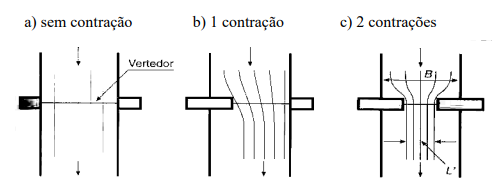 a) sem contração
b) 1 contração
c) 2 contrações
Vertedor
B
L'